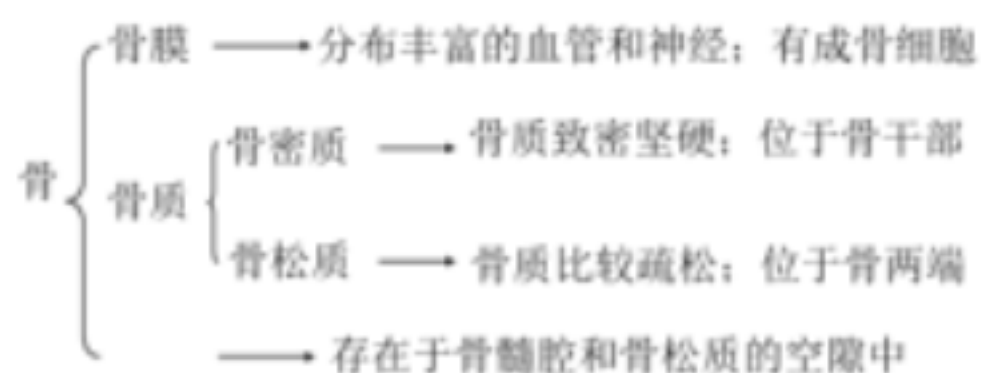 骨膜 → 分布丰富的血管和神经；有成骨细胞
骨密质 → 骨质致密坚硬；位于骨干部
骨
骨质
骨松质 → 骨质比较疏松；位于骨两端
→ 存在于骨髓腔和骨松质的空隙中